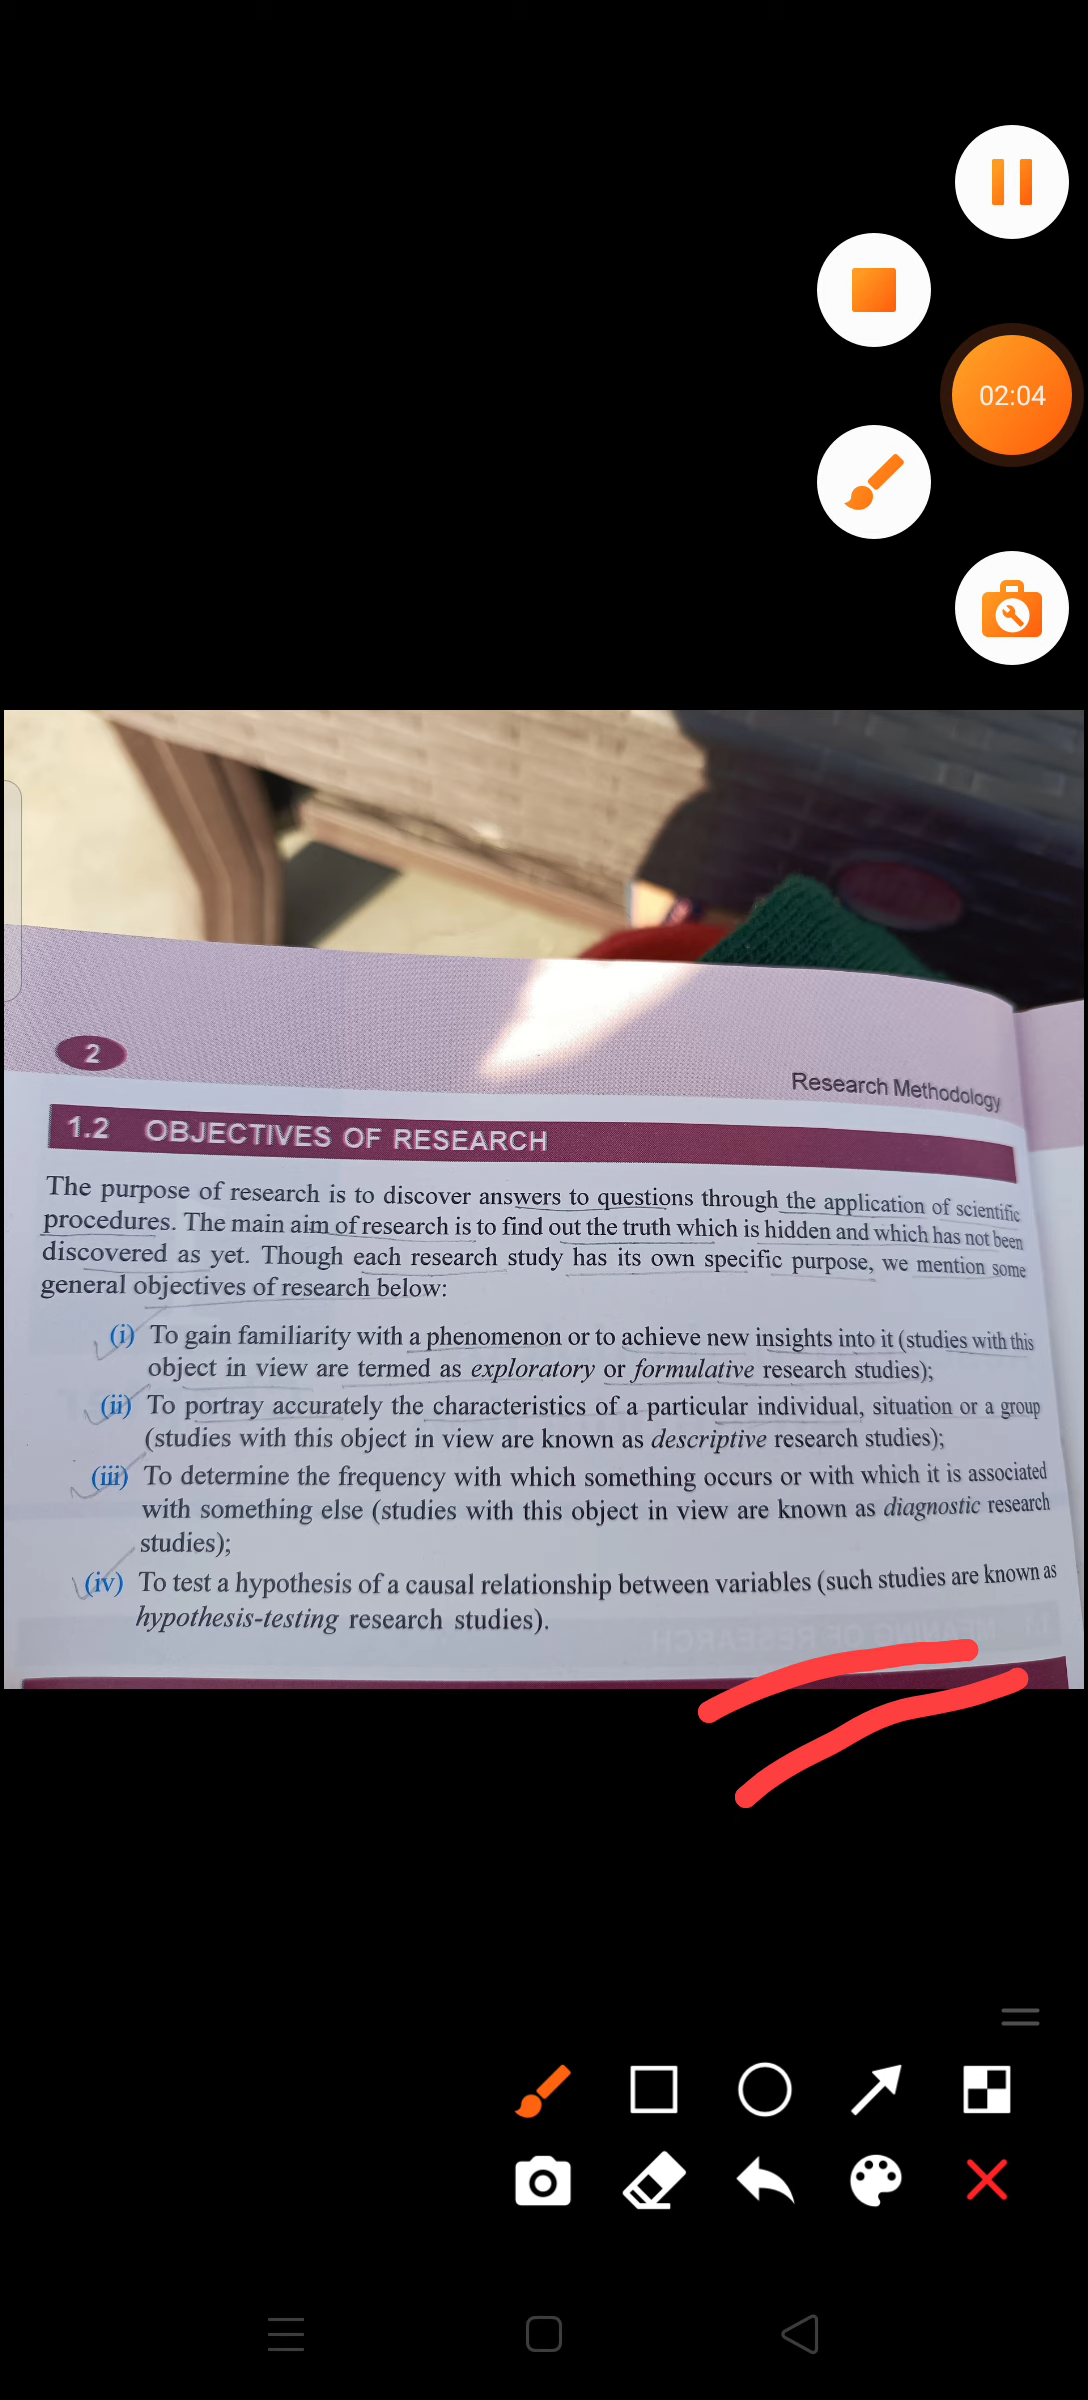 02:04
2
Research Methodology
1.2 OBJECTIVES OF RESEARCH
The purpose of research is to discover answers to questions through the application of scientific
procedures. The main aim of research is to find out the truth which is hidden and which has not been
discovered as yet. Though each research study has its own specific purpose, we mention some
general objectives of research below:
(i) To gain familiarity with a phenomenon or to achieve new insights into it (studies with this
object in view are termed as exploratory or formulative research studies);
(ii) To portray accurately the characteristics of a particular individual, situation or a group
(studies with this object in view are known as descriptive research studies);
(iii) To determine the frequency with which something occurs or with which it is associated
with something else (studies with this object in view are known as diagnostic research
studies);
(iv) To test a hypothesis of a causal relationship between variables (such studies are known as
hypothesis-testing research studies).